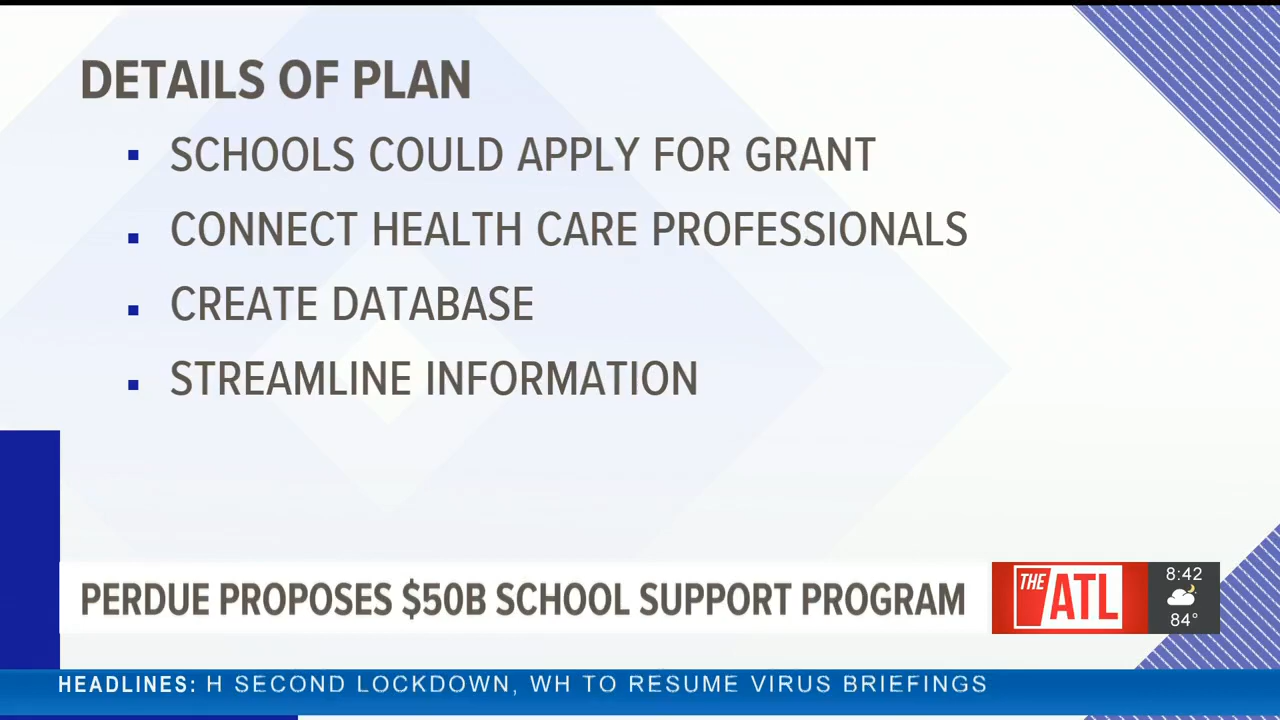 DETAILS OF PLAN
SCHOOLS COULD APPLY FOR GRANT
CONNECT HEALTH CARE PROFESSIONALS
CREATE DATABASE
STREAMLINE INFORMATION
PERDUE PROPOSES $50B SCHOOL SUPPORT PROGRAM
THE ATL
8:42
84°
HEADLINES: H SECOND LOCKDOWN, WH TO RESUME VIRUS BRIEFINGS